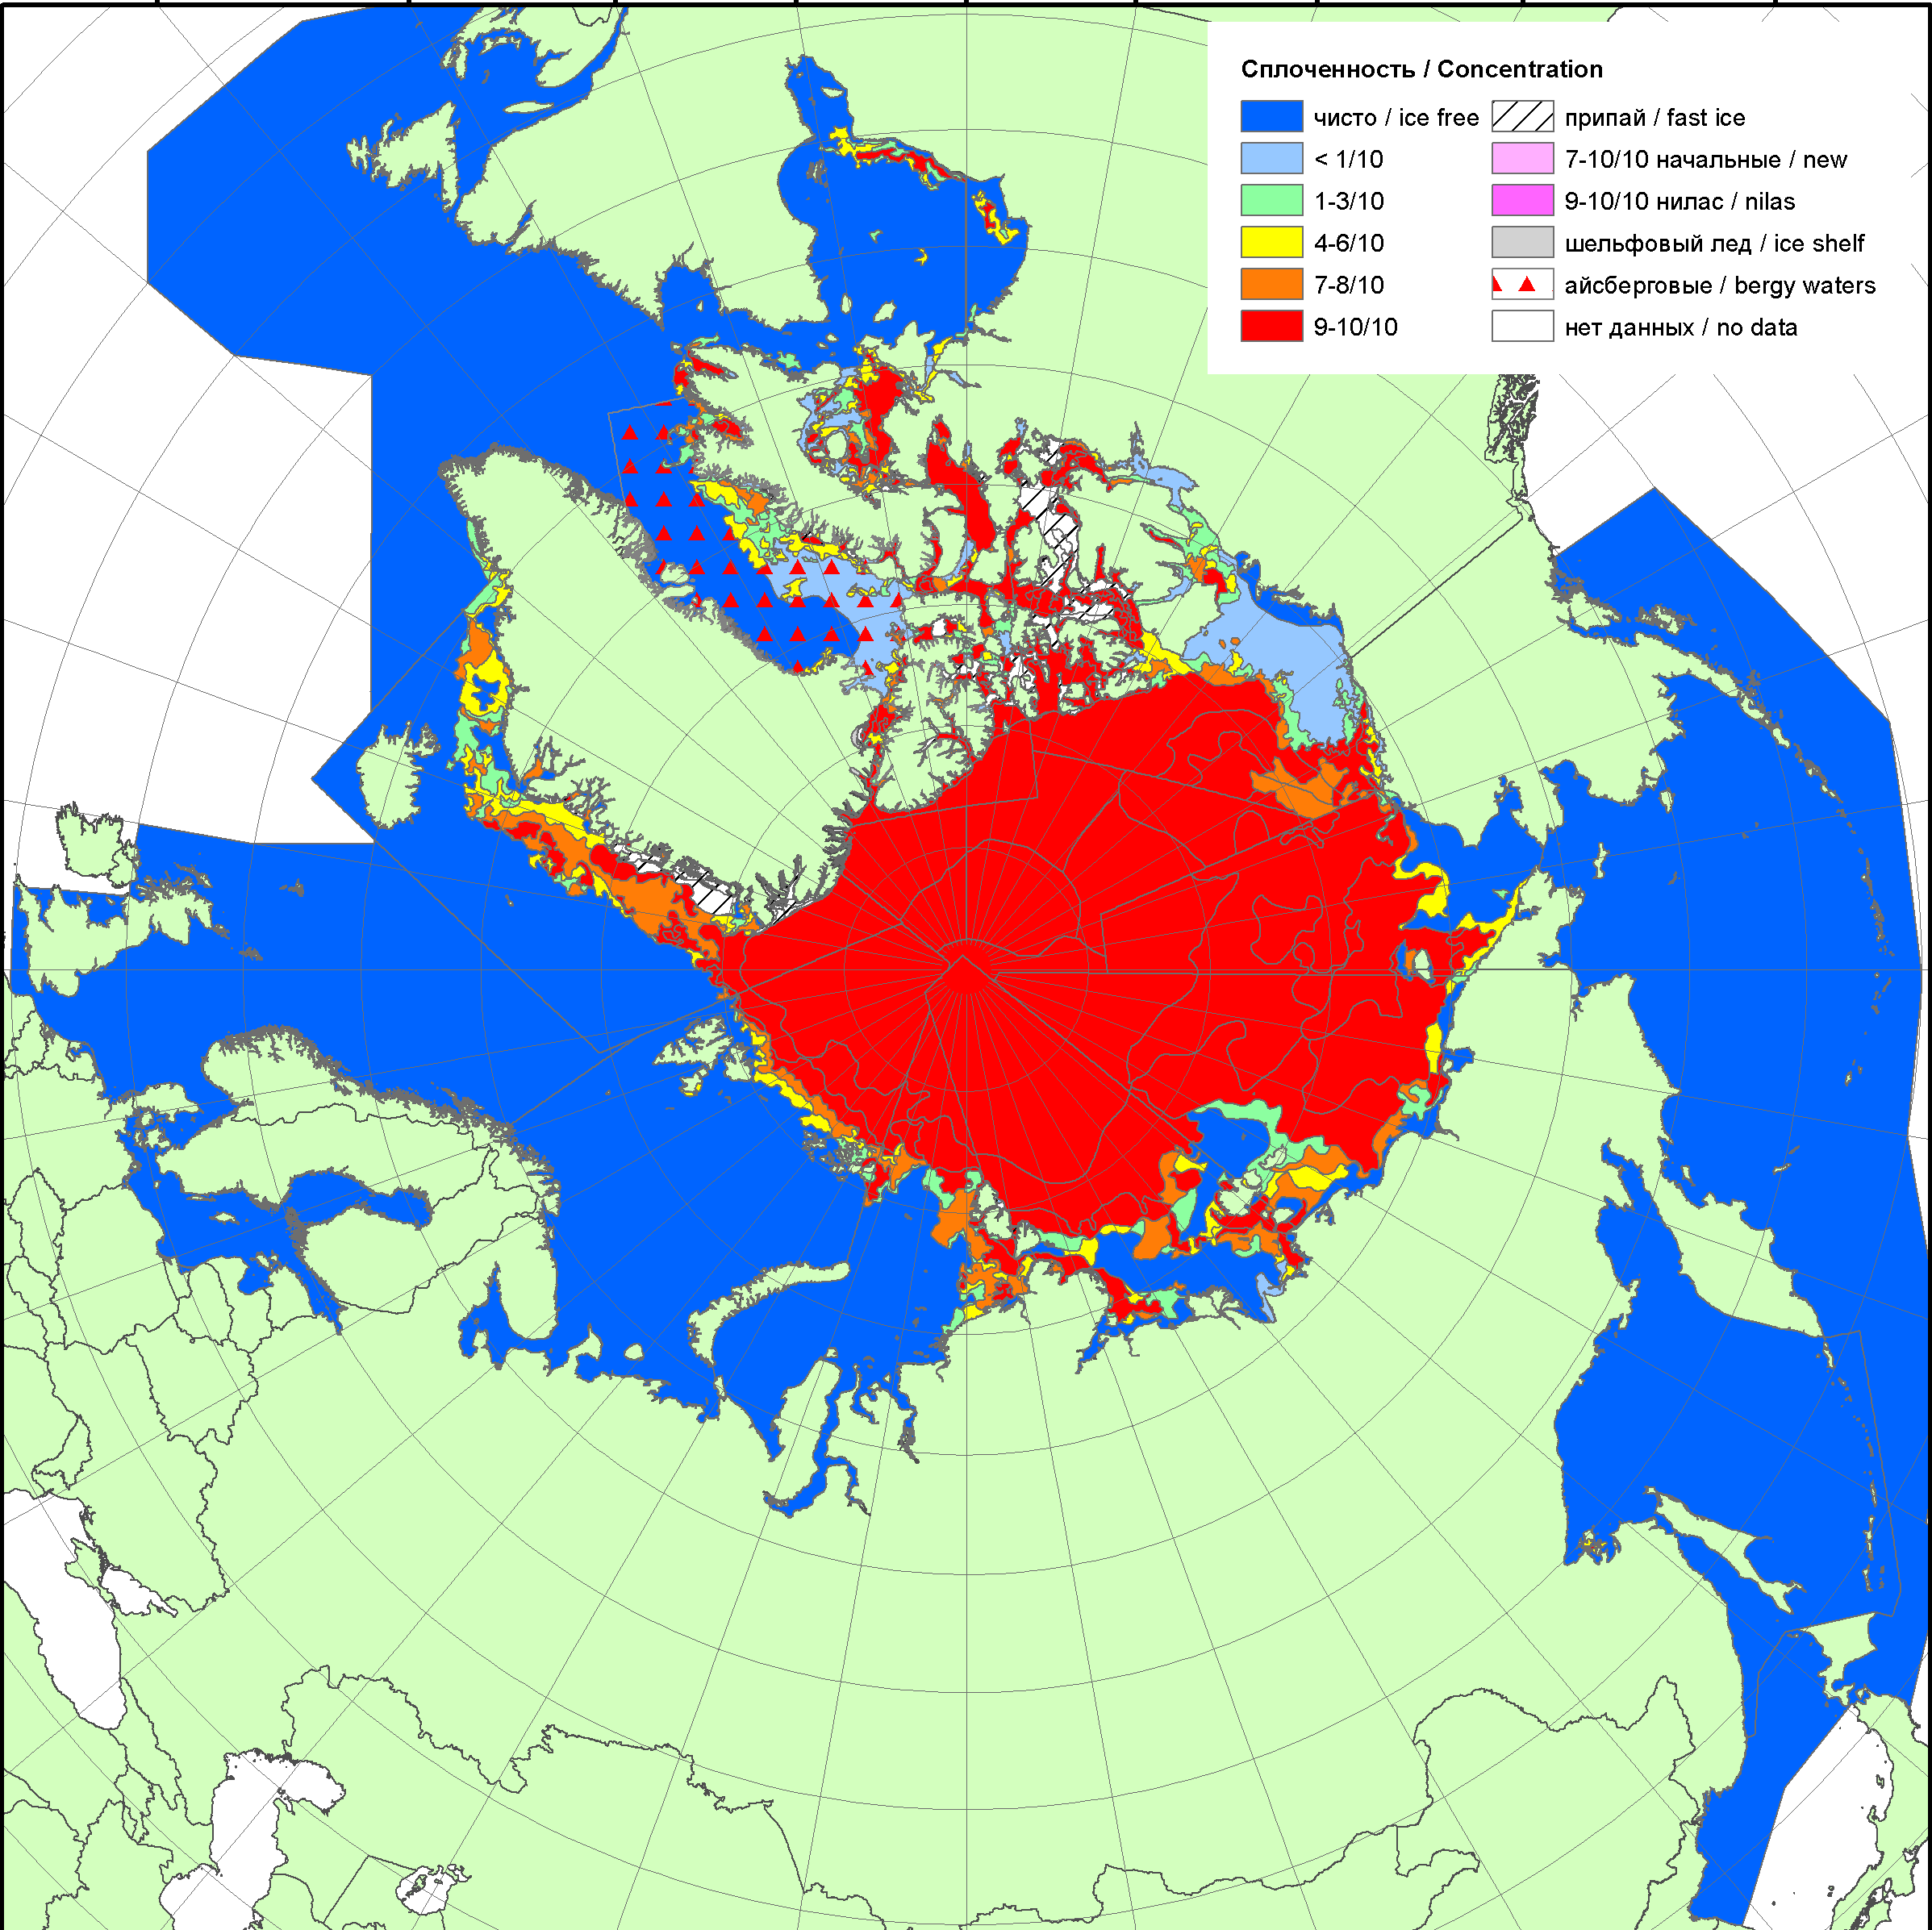 Сплоченность / Concentration
чисто / ice free
< 1/10
1-3/10
4-6/10
7-8/10
9-10/10
припай / fast ice
7-10/10 начальные / new
9-10/10 нилас / nilas
шельфовый лед / ice shelf
айсберговые / bergy waters
нет данных / no data